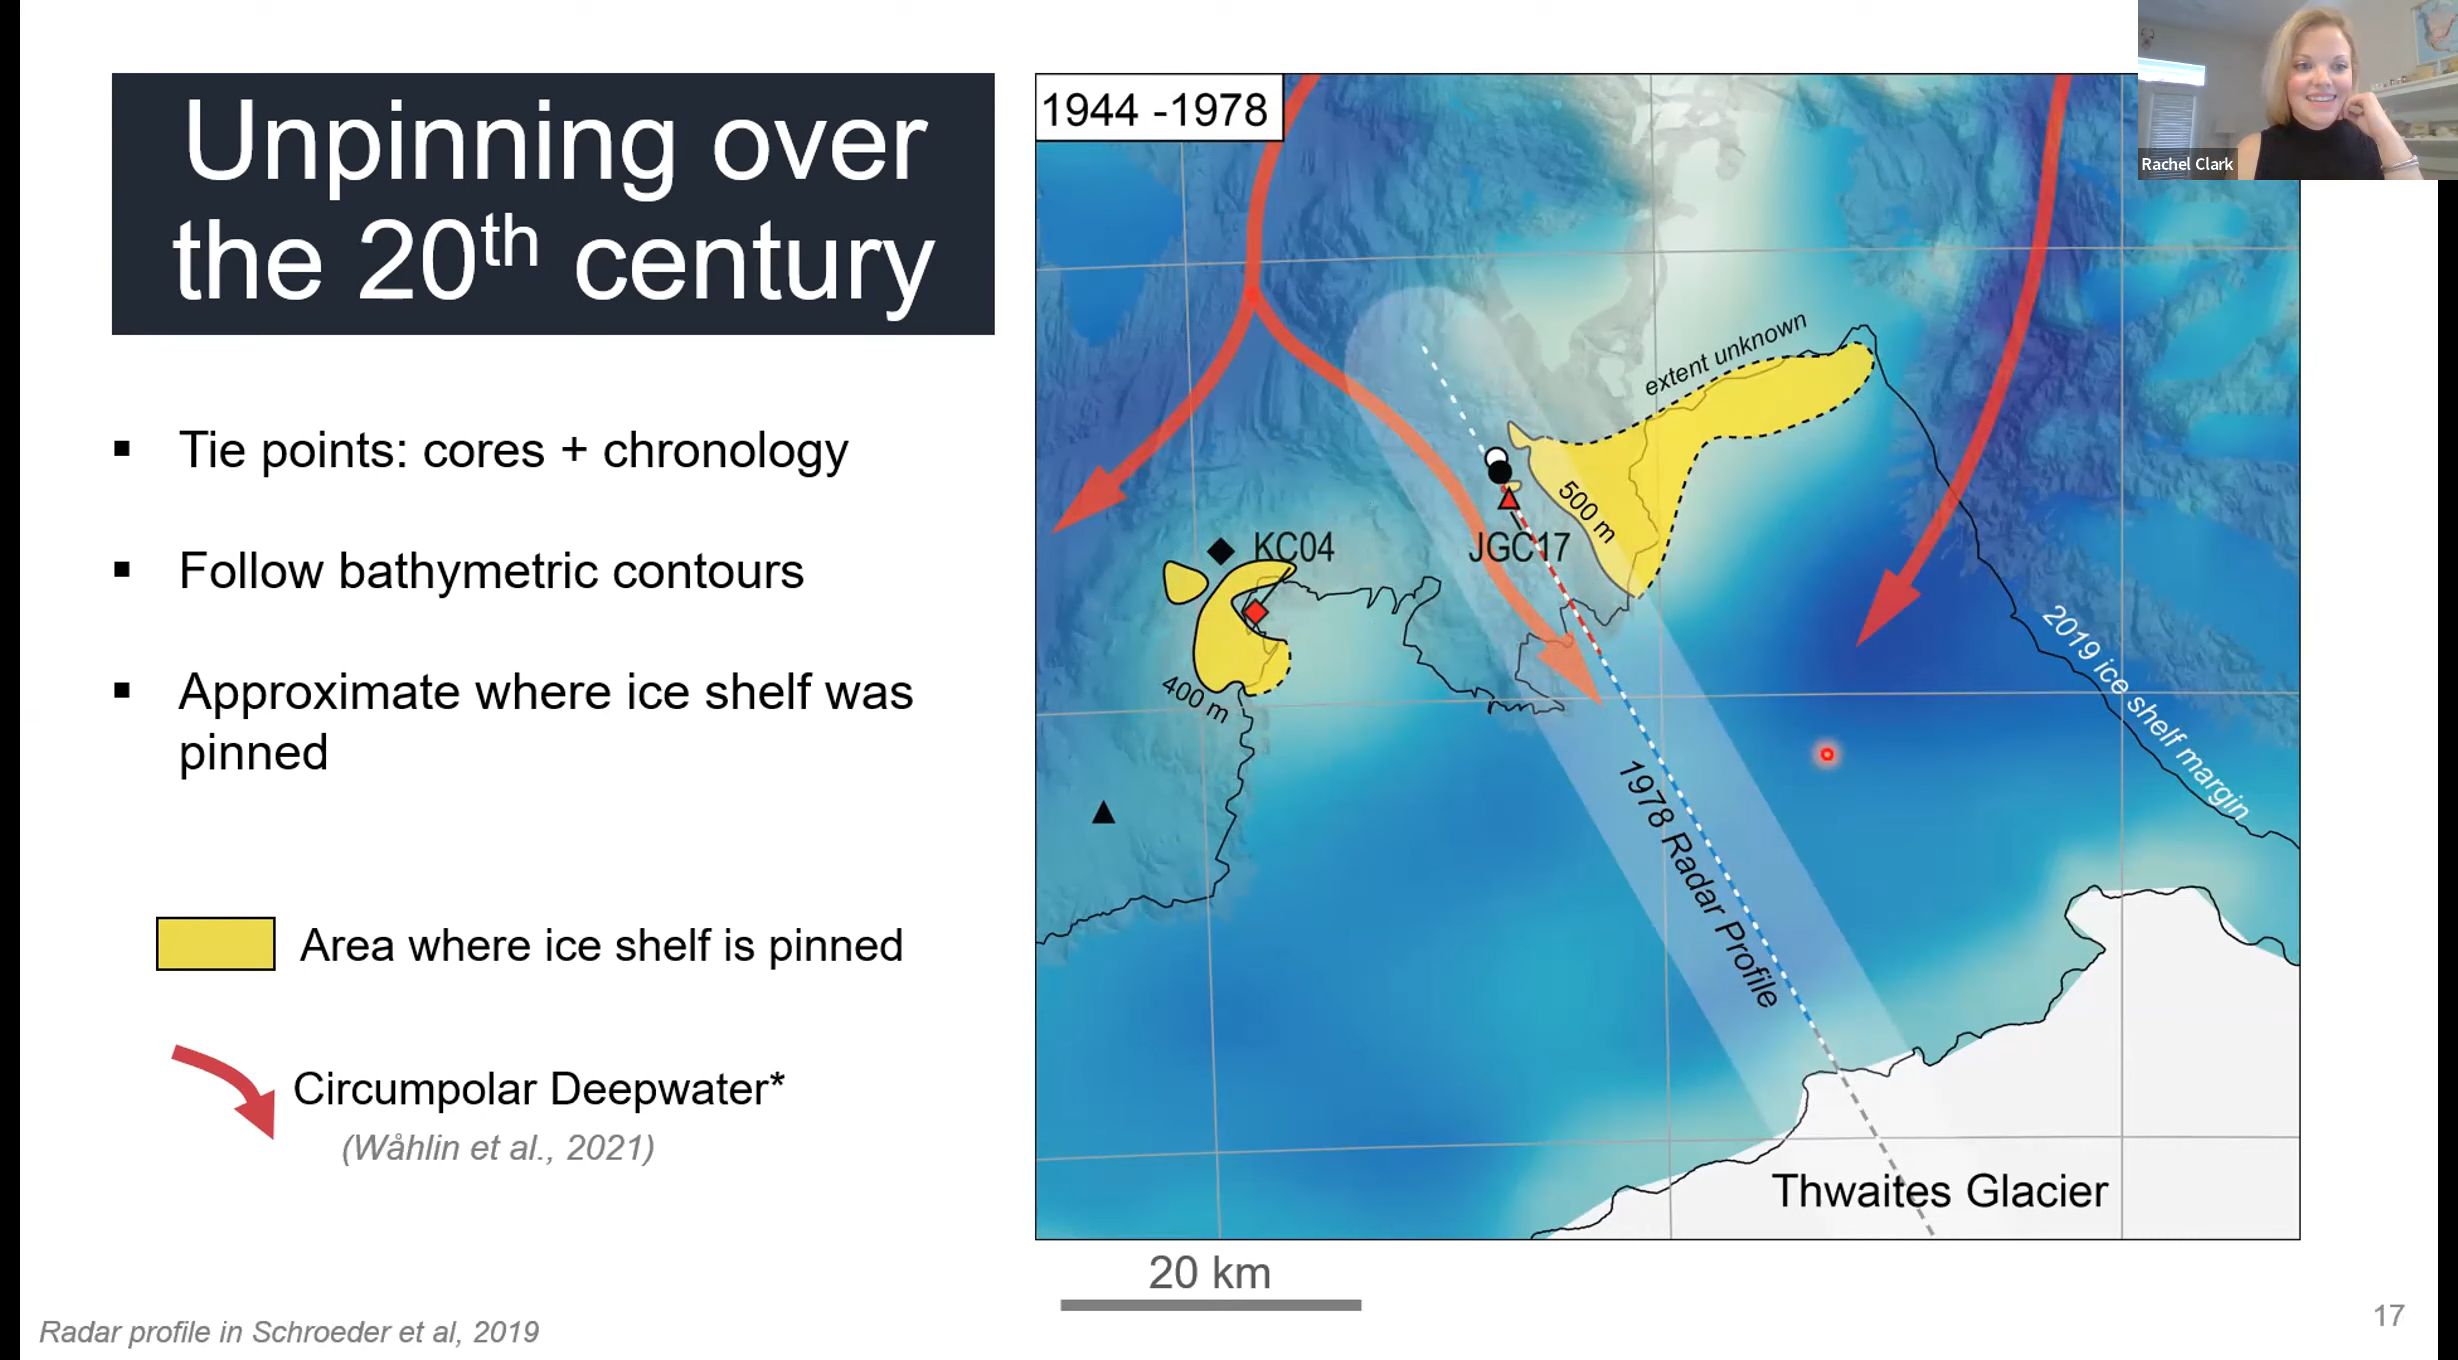 Unpinning over
the 20th century
▪ Tie points: cores + chronology
▪ Follow bathymetric contours
▪ Approximate where ice shelf was
pinned
Area where ice shelf is pinned
Circumpolar Deepwater*
(Wåhlin et al., 2021)
Radar profile in Schroeder et al, 2019
1944 -1978
extent unknown
500 m
KC04
JGC17
400 m
2019 ice shelf margin
1978 Radar Profile
Thwaites Glacier
20 km
Rachel Clark
17